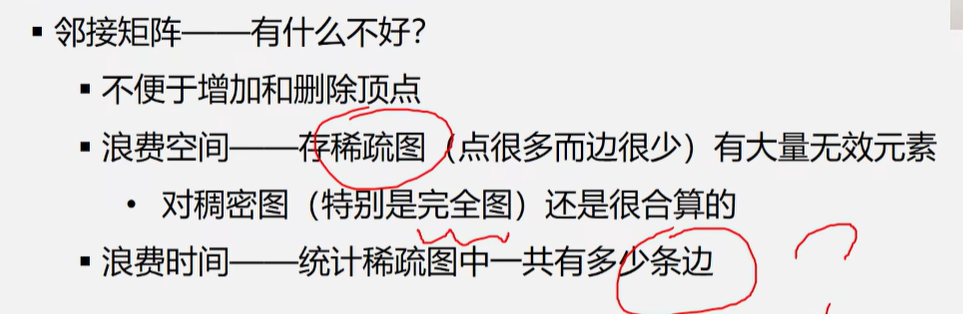 ▪ 邻接矩阵——有什么不好？
▪ 不便于增加和删除顶点
▪ 浪费空间——存稀疏图（点很多而边很少）有大量无效元素
• 对稠密图（特别是完全图）还是很合算的
▪ 浪费时间——统计稀疏图中一共有多少条边